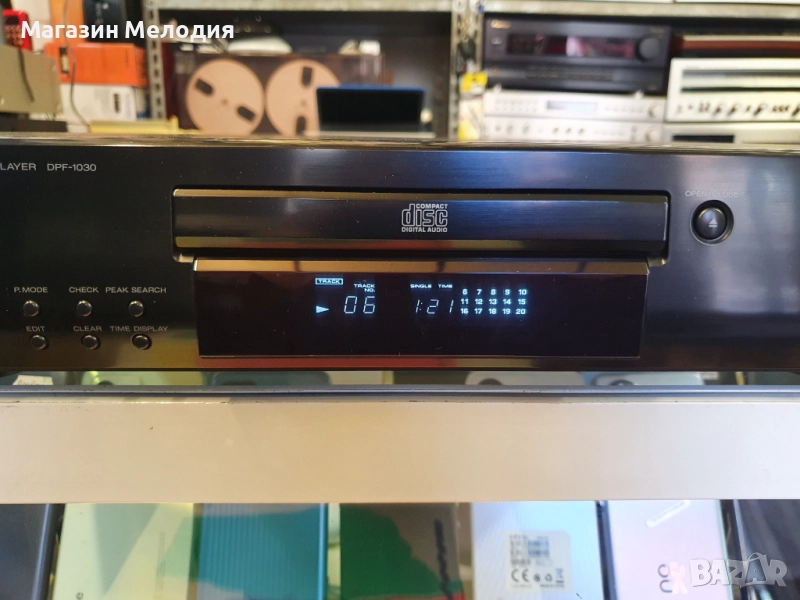 Магазин Мелодия
LAYER DPF-1030
COMPACT
disc
DIGITAL AUDIO
P.MODE CHECK PEAK SEARCH
EDIT CLEAR TIME DISPLAY
TRACK TRACK NO. SINGLE TIME
06 1:21
6 7 8 9 10
11 12 13 14 15
16 17 18 19 20
BAZAR